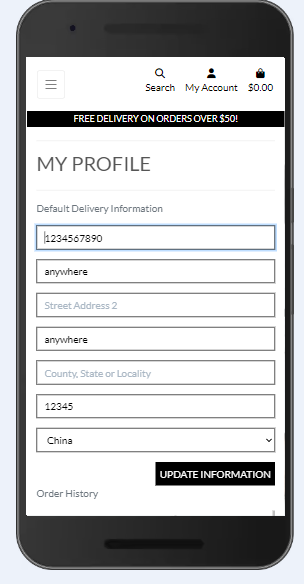 Search My Account $0.00
FREE DELIVERY ON ORDERS OVER $50!
MY PROFILE
Default Delivery Information
1234567890
anywhere
Street Address 2
anywhere
County, State or Locality
12345
China
UPDATE INFORMATION
Order History